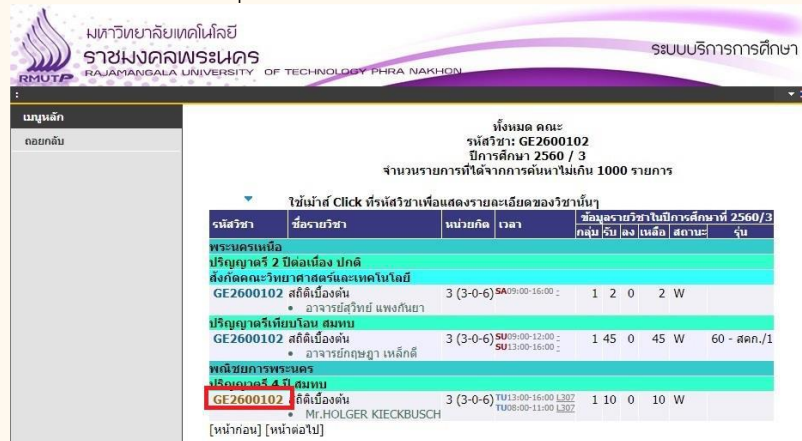 มหาวิทยาลัยเทคโนโลยี
ราชมงคลพระนคร
RAJAMANGALA UNIVERSITY OF TECHNOLOGY PHRA NAKHON
RMUTP
ระบบบริการการศึกษา
:
เมนูหลัก
ถอยกลับ
ทั้งหมด คณะ
รหัสวิชา: GE2600102
ปีการศึกษา 2560 / 3
จำนวนรายการที่ได้จากการค้นหาไม่เกิน 1000 รายการ
ใช้เม้าส์ Click ที่รหัสวิชาเพื่อแสดงรายละเอียดของวิชานั้นๆ
รหัสวิชา ชื่อรายวิชา หน่วยกิต เวลา ข้อมูลรายวิชาในปีการศึกษาที่ 2560/3
กลุ่ม รับ ลง เหลือ สถานะ รุ่น
พระนครเหนือ
ปริญญาตรี 2 ปีต่อเนื่อง ปกติ
สังกัดคณะวิทยาศาสตร์และเทคโนโลยี
GE2600102 สถิติเบื้องต้น 3 (3-0-6) SA09:00-16:00 - 1 2 0 2 W
• อาจารย์สุวิทย์ แพงกันยา
ปริญญาตรีเทียบโอน สมทบ
GE2600102 สถิติเบื้องต้น 3 (3-0-6) SU09:00-12:00 - 1 45 0 45 W 60 - สคก./1
SU13:00-16:00 -
• อาจารย์กฤษฎา เหล็กดี
พณิชยการพระนคร
ปริญญาตรี 4 ปี สมทบ
GE2600102 สถิติเบื้องต้น 3 (3-0-6) TU13:00-16:00 L307 1 10 0 10 W
TU08:00-11:00 L307
• Mr.HOLGER KIECKBUSCH
[หน้าก่อน] [หน้าต่อไป]